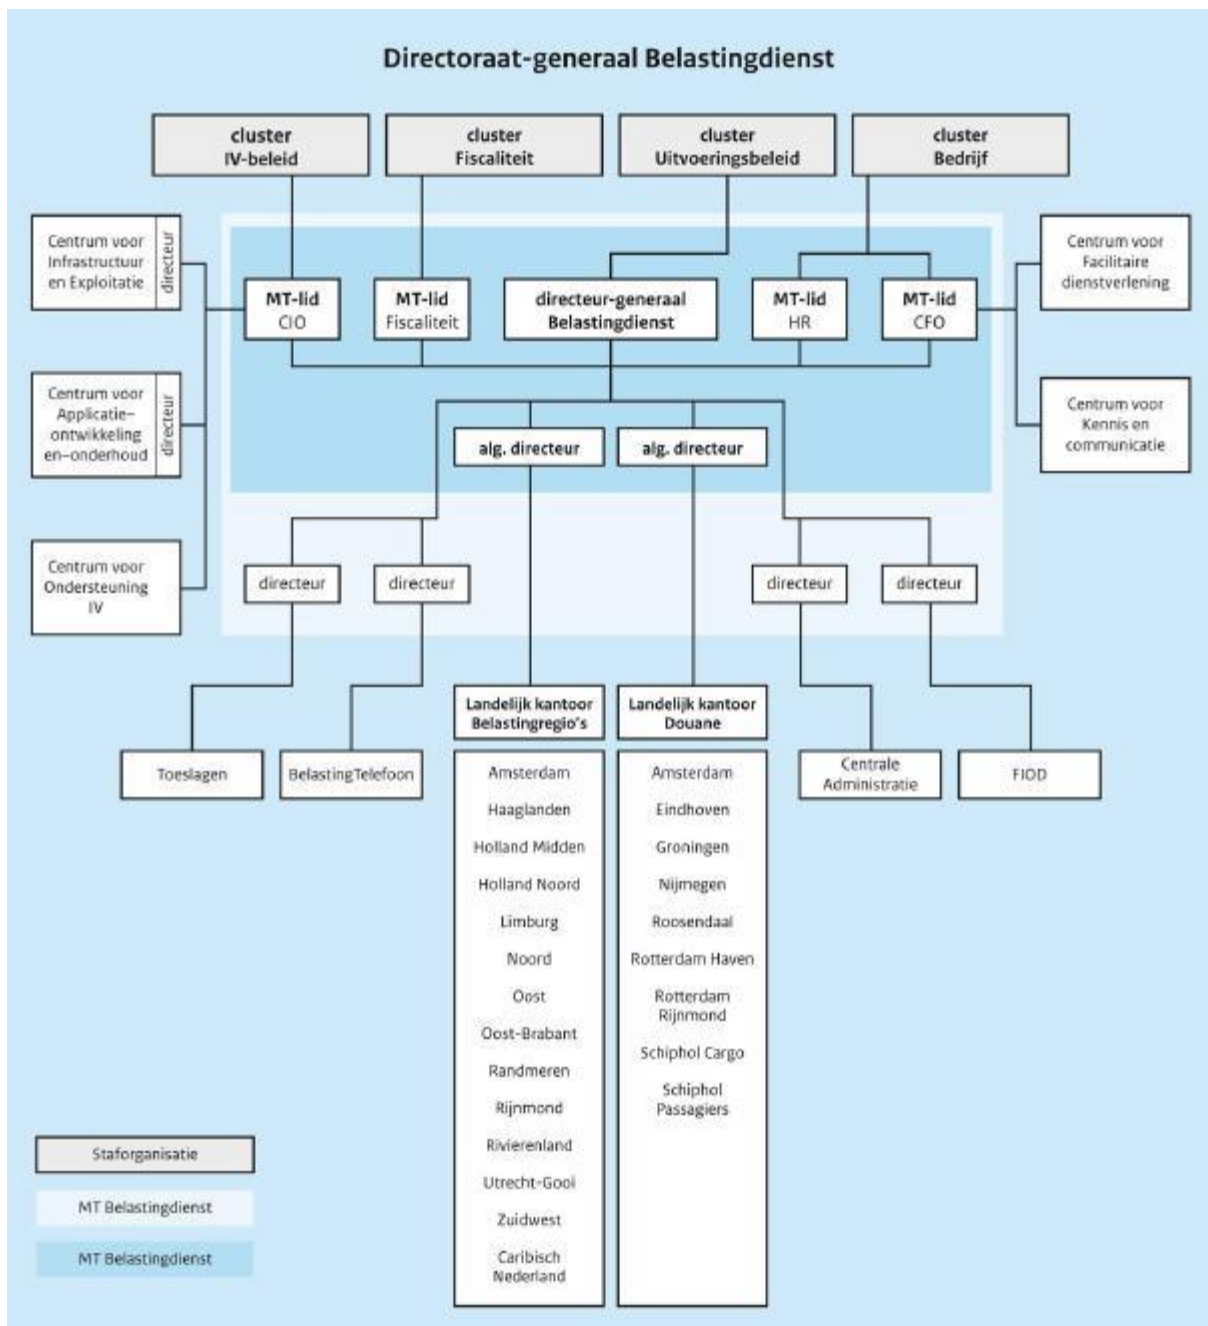 Directoraat-generaal Belastingdienst
cluster
IV-beleid
cluster
Fiscaliteit
cluster
Uitvoeringsbeleid
cluster
Bedrijf
Centrum voor
Infrastructuur
en Exploitatie
directeur
MT-lid
CIO
MT-lid
Fiscaliteit
directeur-generaal
Belastingdienst
MT-lid
HR
MT-lid
CFO
Centrum voor
Facilitaire
dienstverlening
Centrum voor
Applicatie-
ontwikkeling
en-onderhoud
directeur
alg. directeur
alg. directeur
Centrum voor
Kennis en
communicatie
Centrum voor
Ondersteuning
IV
directeur
directeur
directeur
directeur
Toeslagen
BelastingTelefoon
Landelijk kantoor
Belastingregio's
Landelijk kantoor
Douane
Centrale
Administratie
FIOD
Amsterdam
Haaglanden
Holland Midden
Holland Noord
Limburg
Noord
Oost
Oost-Brabant
Randmeren
Rijnmond
Rivierenland
Utrecht-Gooi
Zuidwest
Caribisch
Nederland
Amsterdam
Eindhoven
Groningen
Nijmegen
Roosendaal
Rotterdam Haven
Rotterdam
Rijnmond
Schiphol Cargo
Schiphol
Passagiers
Staforganisatie
MT Belastingdienst
MT Belastingdienst